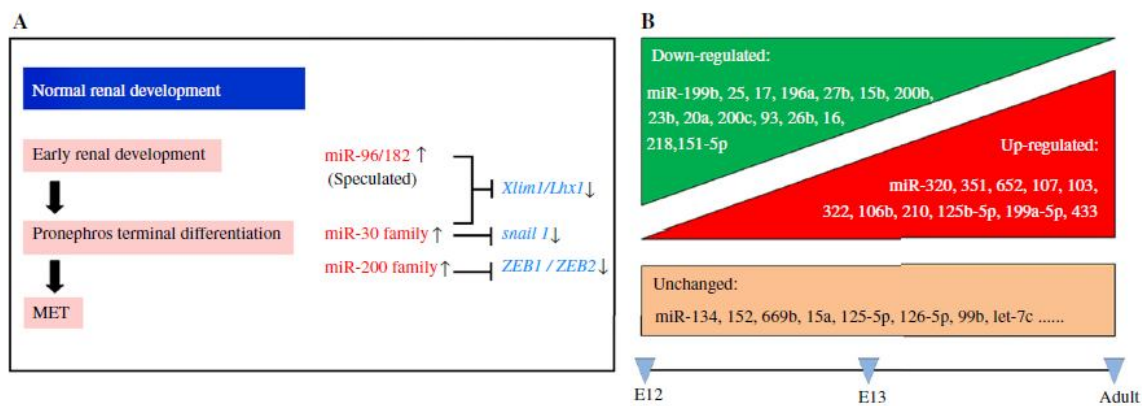 A
Normal renal development
Early renal development
Pronephros terminal differentiation
MET
miR-96/182 ↑
(Speculated)
miR-30 family ↑
miR-200 family ↑
Xlim1/Lhx1 ↓
snail 1 ↓
ZEB1 / ZEB2 ↓
B
Down-regulated:
miR-199b, 25, 17, 196a, 27b, 15b, 200b,
23b, 20a, 200c, 93, 26b, 16,
218,151-5p
Up-regulated:
miR-320, 351, 652, 107, 103,
322, 106b, 210, 125b-5p, 199a-5p, 433
Unchanged:
miR-134, 152, 669b, 15a, 125-5p, 126-5p, 99b, let-7c ......
E12
E13
Adult